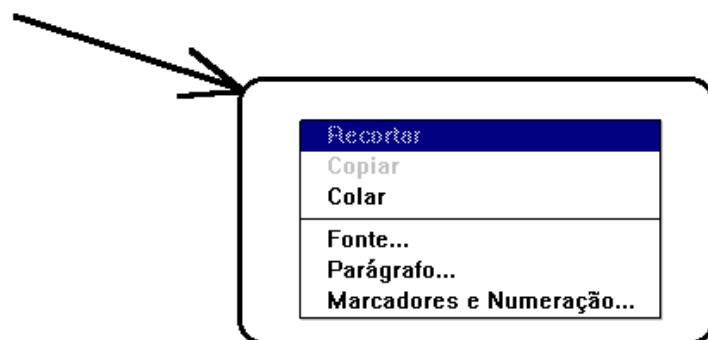 Recortar
Copiar
Colar
Fonte...
Parágrafo...
Marcadores e Numeração...